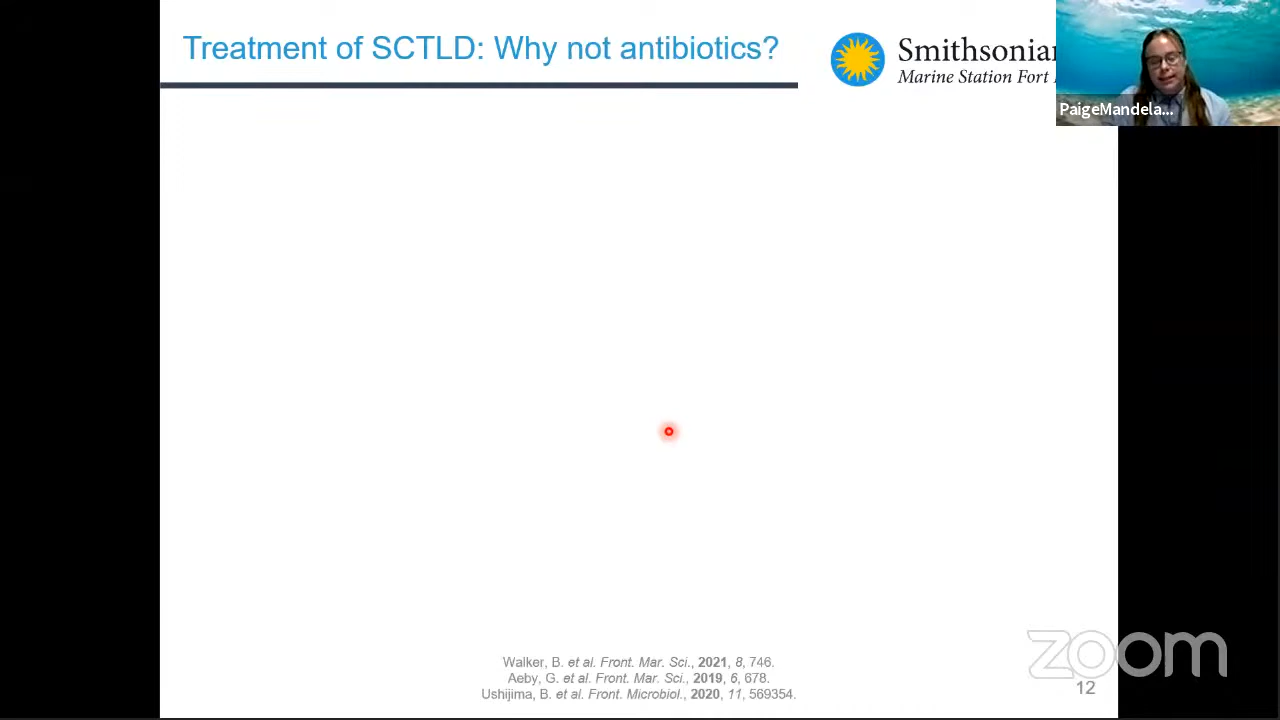 Treatment of SCTLD: Why not antibiotics?
Smithsonian
Marine Station Fort
PaigeMandela...
Walker, B. et al. Front. Mar. Sci., 2021, 8, 746.
Aeby, G. et al. Front. Mar. Sci., 2019, 6, 678.
Ushijima, B. et al. Front. Microbiol., 2020, 11, 569354.
zoom
12